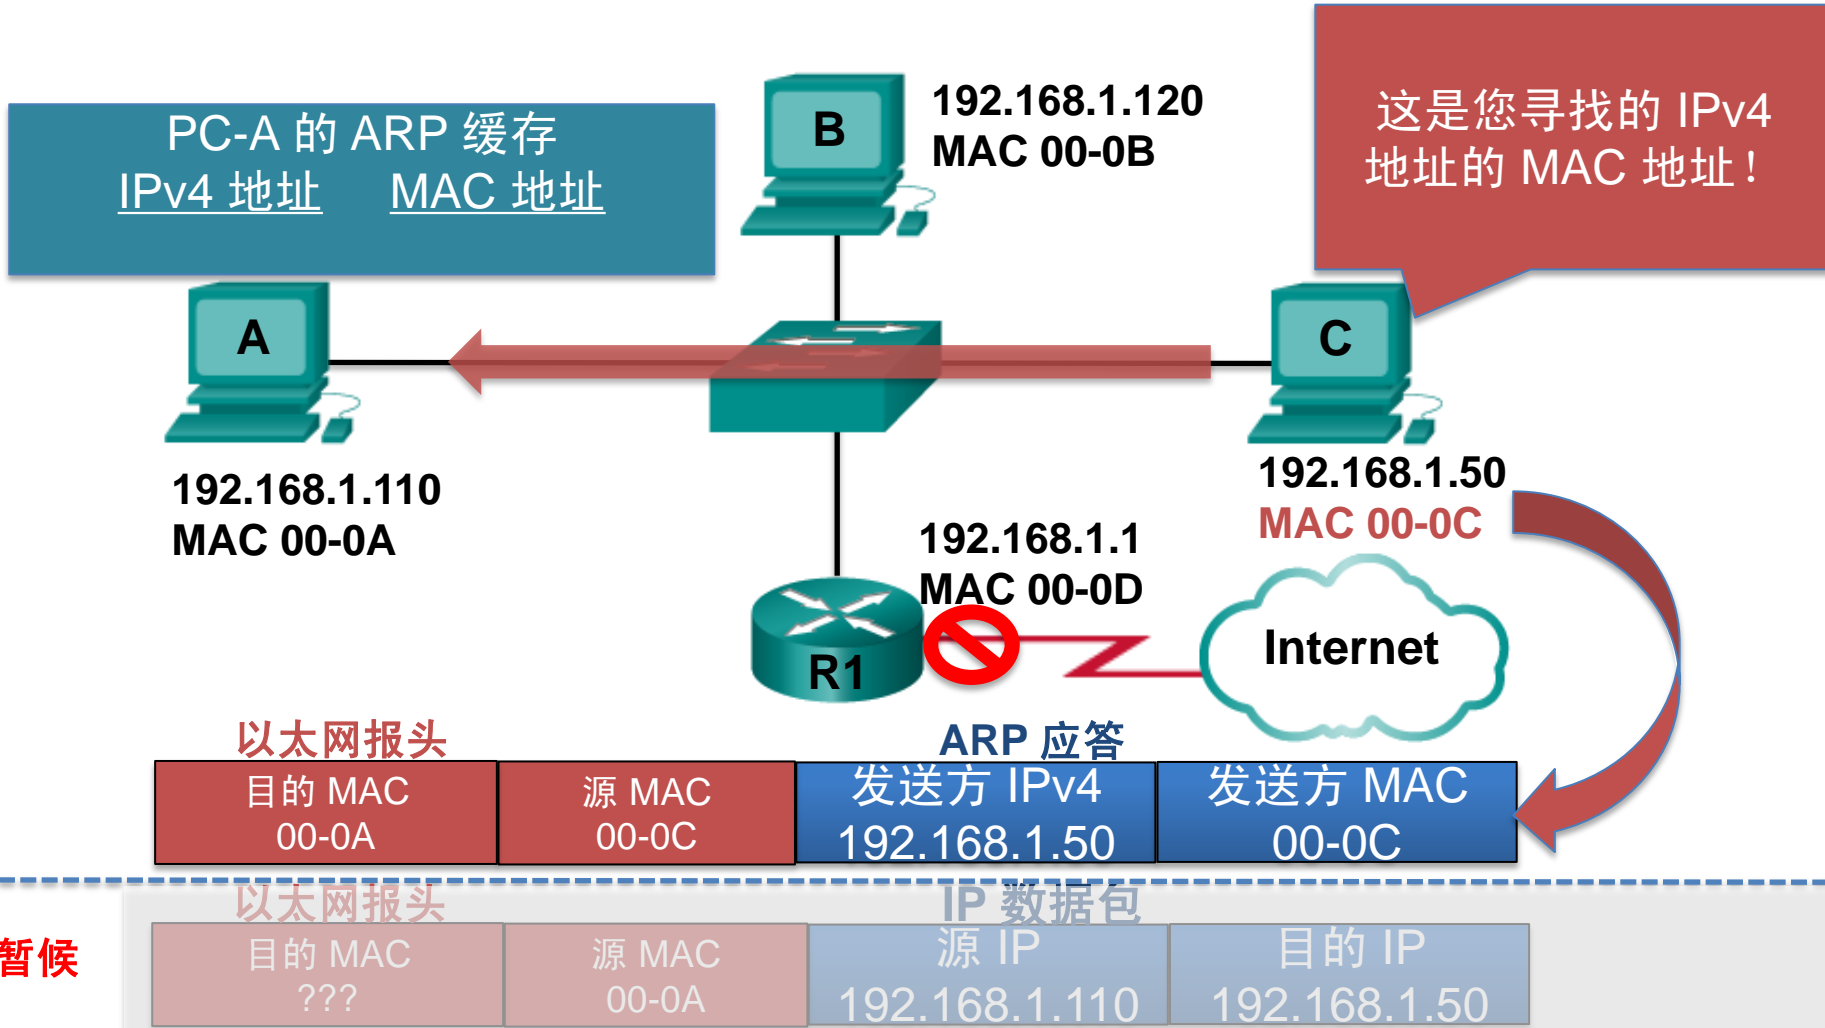 PC-A 的 ARP 缓存
IPv4 地址 MAC 地址
B
192.168.1.120
MAC 00-0B
这是您寻找的 IPv4
地址的 MAC 地址！
A
C
192.168.1.110
MAC 00-0A
192.168.1.50
MAC 00-0C
192.168.1.1
MAC 00-0D
R1
Internet
以太网报头
ARP 应答
目的 MAC
00-0A
源 MAC
00-0C
发送方 IPv4
192.168.1.50
发送方 MAC
00-0C
以太网报头
IP 数据包
暂候
目的 MAC
???
源 MAC
00-0A
源 IP
192.168.1.110
目的 IP
192.168.1.50